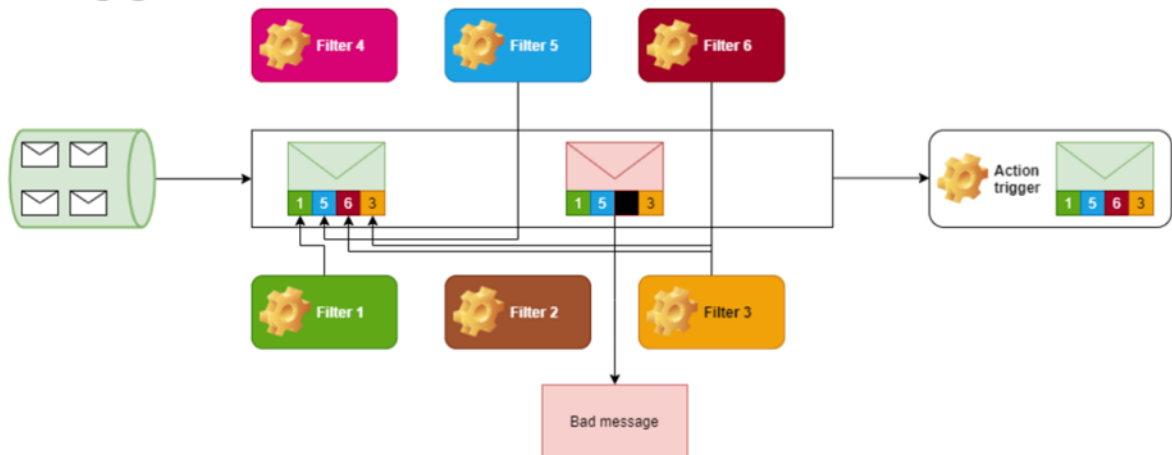 Filter 4
Filter 5
Filter 6
1 5 6 3
1 5 3
Action
trigger
1 5 6 3
Filter 1
Filter 2
Filter 3
Bad message